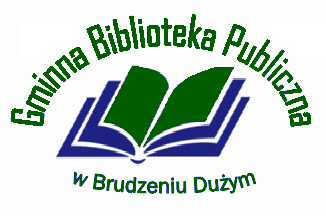 Gminna Biblioteka Publiczna
w Brudzeniu Dużym